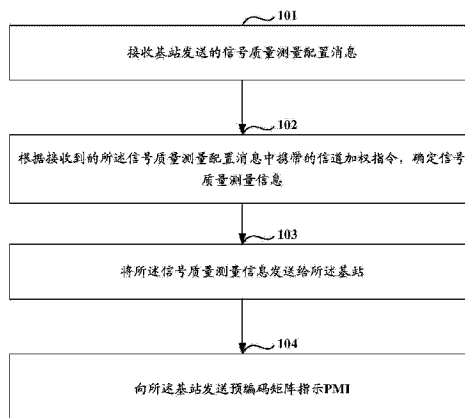 101
接收基站发送的信号质量测量配置消息
102
根据接收到的所述信号质量测量配置消息中携带的信道加权指令，确定信号
质量测量信息
103
将所述信号质量测量信息发送给所述基站
104
向所述基站发送预编码矩阵指示PMI